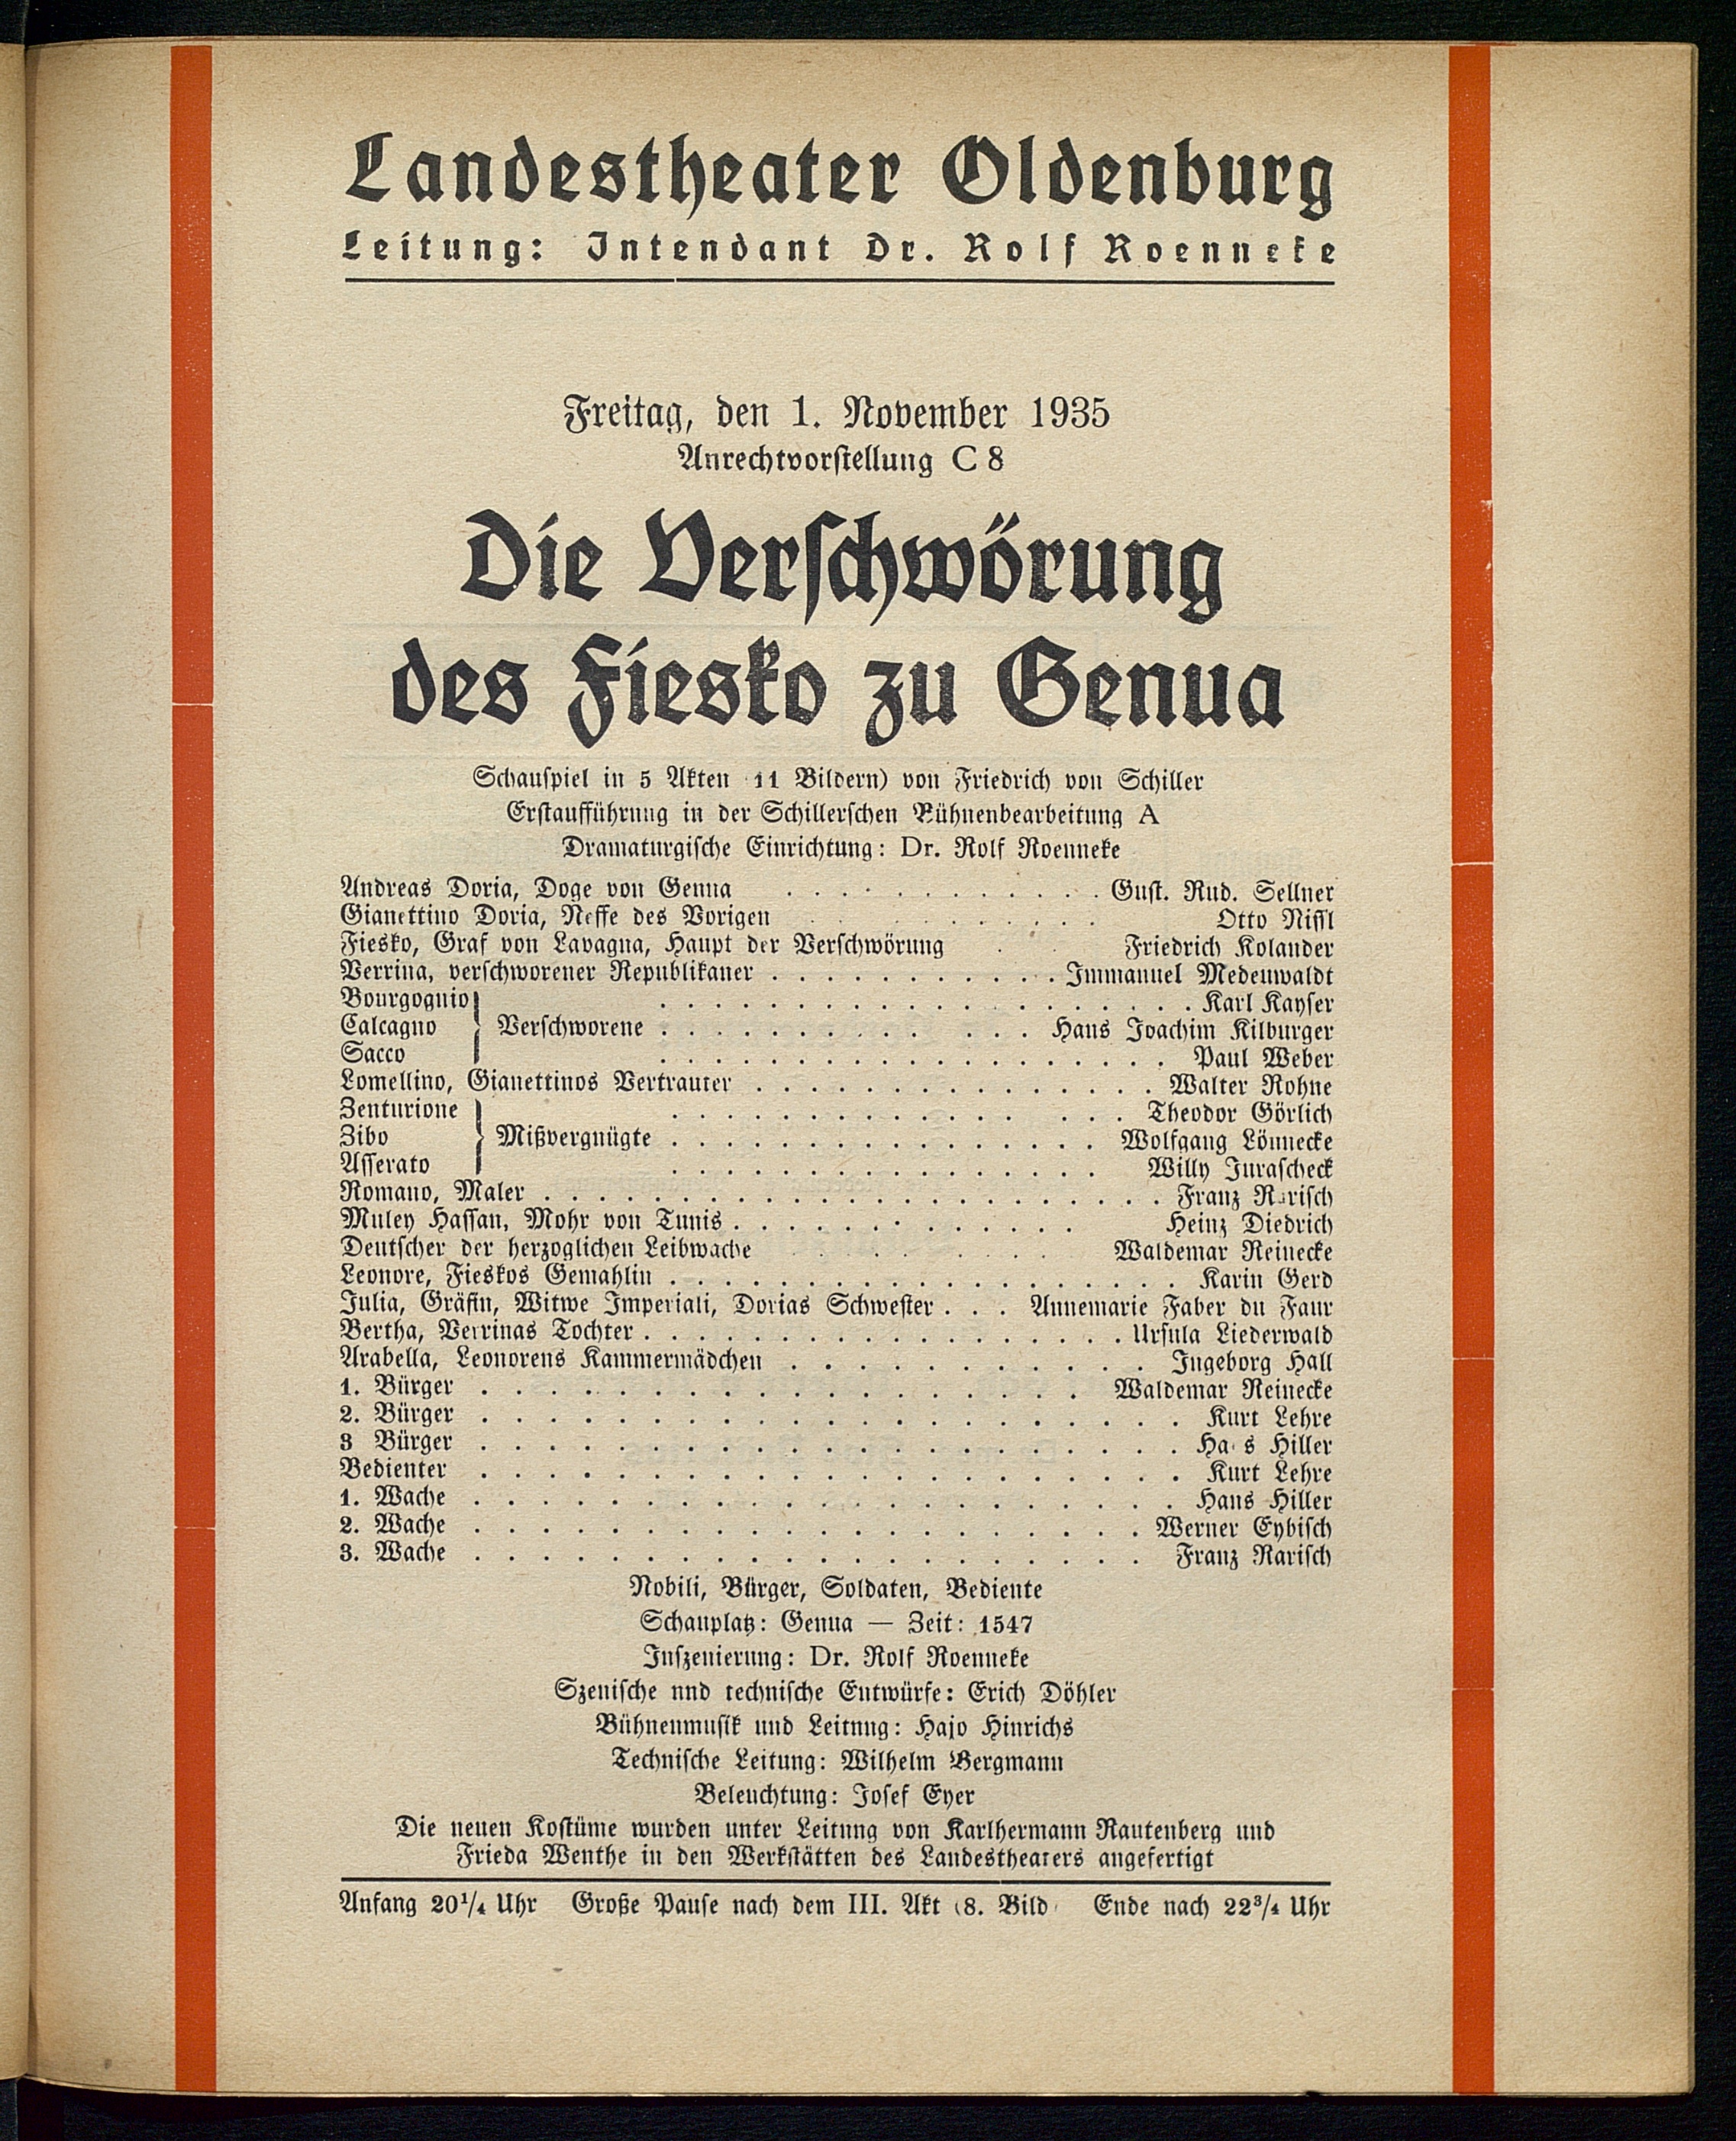 Landestheater Oldenburg
Leitung: Intendant Dr. Rolf Roenneke
Freitag, den 1. November 1935
Anrechtvorstellung C 8
Die Verschwörung
des Fiesko zu Genua
Schauspiel in 5 Akten 11 Bildern) von Friedrich von Schiller
Erstaufführung in der Schillerschen Bühnenbearbeitung A
Dramaturgische Einrichtung: Dr. Rolf Roenneke
Andreas Doria, Doge von Genua . . . . . . . . . . . . Gust. Rud. Sellner
Gianettino Doria, Neffe des Vorigen . . . . . . . . Otto Nissl
Fiesko, Graf von Lavagna, Haupt der Verschwörung . . . Friedrich Kolander
Verrina, verschworener Republikaner . . . . . . . . . . . Immanuel Medenwaldt
Bourgognio . . . . . . . . . . . . . . . . . . . . Karl Kayser
Calcagno } Verschworene . . . . . . . . . . . . . . Hans Joachim Kilburger
Sacco . . . . . . . . . . . . . . . . . . . Paul Weber
Lomellino, Gianettinos Vertrauter . . . . . . . . . . . . . . . Walter Rohne
Zenturione . . . . . . . . . . . . . . . . Theodor Görlich
Zibo } Mißvergnügte . . . . . . . . . . . . . . . . Wolfgang Lönnecke
Asserato . . . . . . . . . . . . . . . . Willy Jurascheck
Romano, Maler . . . . . . . . . . . . . . . . . . . . . . . Franz Rarisch
Muley Hassan, Mohr von Tunis . . . . . . . . . . . . . Heinz Diedrich
Deutscher der herzoglichen Leibwache . . . . . . Waldemar Reinecke
Leonore, Fieskos Gemahlin . . . . . . . . . . . . . . . . . . . Karin Gerd
Julia, Gräfin, Witwe Imperiali, Dorias Schwester . . . Annemarie Faber du Faur
Bertha, Verrinas Tochter . . . . . . . . . . . . . . . . . . Ursula Liederwald
Arabella, Leonorens Kammermädchen . . . . . . . . . . . Ingeborg Hall
1. Bürger . . . . . . . . . . . . . . . . . . Waldemar Reinecke
2. Bürger . . . . . . . . . . . . . . . . . . . . . Kurt Lehre
3 Bürger . . . . . . . . . . . . . . . . . . . . . Ha s Hiller
Bedienter . . . . . . . . . . . . . . . . . . . . . Kurt Lehre
1. Wache . . . . . . . . . . . . . . . . . . . . . Hans Hiller
2. Wache . . . . . . . . . . . . . . . . . . . . Werner Eybisch
3. Wache . . . . . . . . . . . . . . . . . . . . Franz Rarisch
Nobili, Bürger, Soldaten, Bediente
Schauplatz: Genua — Zeit: 1547
Inszenierung: Dr. Rolf Roenneke
Szenische und technische Entwürfe: Erich Döhler
Bühnenmusik und Leitung: Hajo Hinrichs
Technische Leitung: Wilhelm Bergmann
Beleuchtung: Josef Eyer
Die neuen Kostüme wurden unter Leitung von Karlhermann Rautenberg und
Frieda Wenthe in den Werkstätten des Landestheaters angefertigt
Anfang 20¹/₄ Uhr Große Pause nach dem III. Akt (8. Bild) Ende nach 22³/₄ Uhr